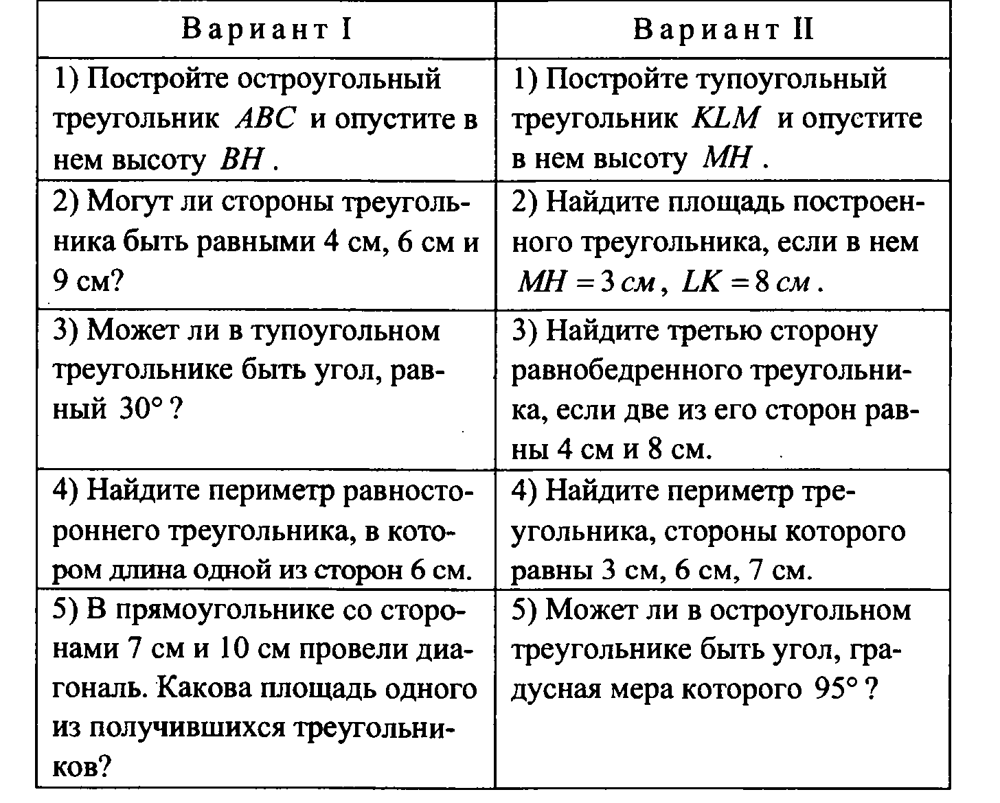 Вариант I
Вариант II
1) Постройте остроугольный
треугольник ABC и опустите в
нем высоту BH .
1) Постройте тупоугольный
треугольник KLM и опустите
в нем высоту MH .
2) Могут ли стороны треуголь-
ника быть равными 4 см, 6 см и
9 см?
2) Найдите площадь построен-
ного треугольника, если в нем
MH = 3 см, LK = 8 см .
3) Может ли в тупоугольном
треугольнике быть угол, рав-
ный 30° ?
3) Найдите третью сторону
равнобедренного треугольни-
ка, если две из его сторон рав-
ны 4 см и 8 см.
4) Найдите периметр равносто-
роннего треугольника, в кото-
ром длина одной из сторон 6 см.
4) Найдите периметр тре-
угольника, стороны которого
равны 3 см, 6 см, 7 см.
5) В прямоугольнике со сторо-
нами 7 см и 10 см провели диа-
гональ. Какова площадь одного
из получившихся треугольни-
ков?
5) Может ли в остроугольном
треугольнике быть угол, гра-
дусная мера которого 95° ?